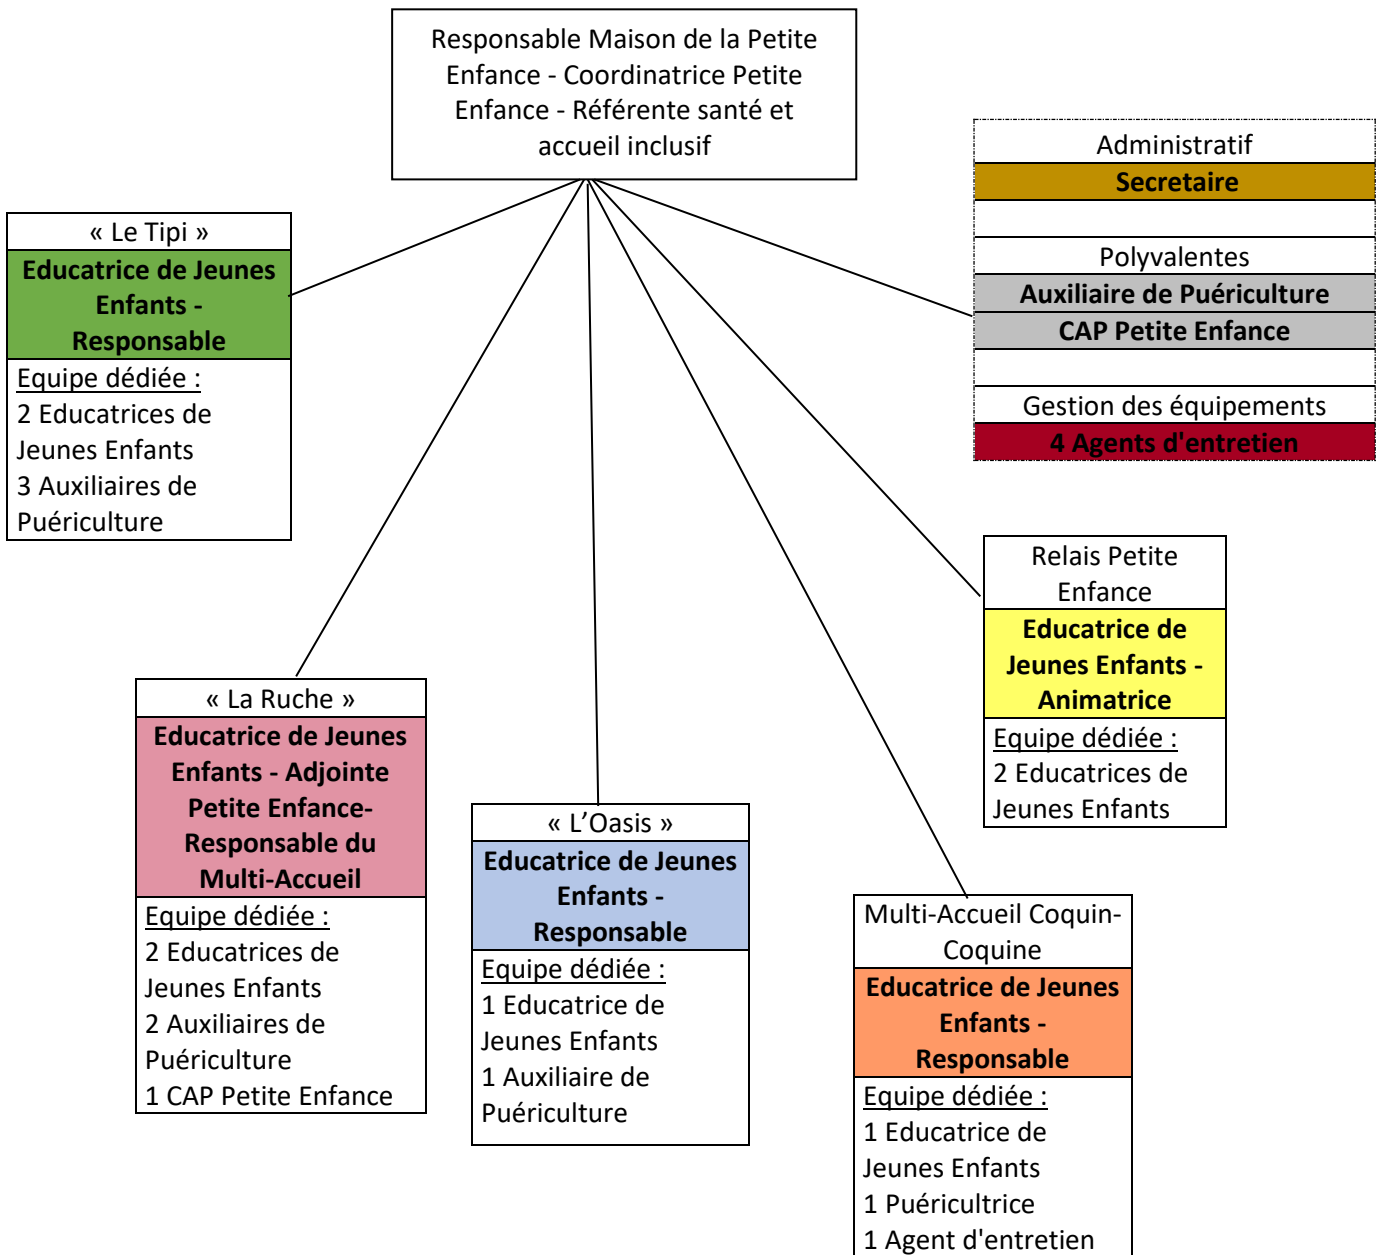 Responsable Maison de la Petite
Enfance - Coordinatrice Petite
Enfance - Référente santé et
accueil inclusif
Administratif
Secretaire
Polyvalentes
Auxiliaire de Puériculture
CAP Petite Enfance
Gestion des équipements
4 Agents d'entretien
« Le Tipi »
Educatrice de Jeunes
Enfants -
Responsable
Equipe dédiée :
2 Educatrices de
Jeunes Enfants
3 Auxiliaires de
Puériculture
Relais Petite
Enfance
Educatrice de
Jeunes Enfants -
Animatrice
Equipe dédiée :
2 Educatrices de
Jeunes Enfants
« La Ruche »
Educatrice de Jeunes
Enfants - Adjointe
Petite Enfance-
Responsable du
Multi-Accueil
Equipe dédiée :
2 Educatrices de
Jeunes Enfants
2 Auxiliaires de
Puériculture
1 CAP Petite Enfance
« L’Oasis »
Educatrice de Jeunes
Enfants -
Responsable
Equipe dédiée :
1 Educatrice de
Jeunes Enfants
1 Auxiliaire de
Puériculture
Multi-Accueil Coquin-
Coquine
Educatrice de Jeunes
Enfants -
Responsable
Equipe dédiée :
1 Educatrice de
Jeunes Enfants
1 Puéricultrice
1 Agent d'entretien